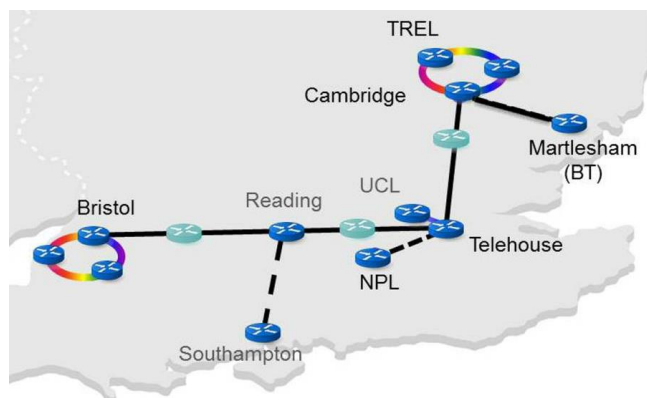 TREL
Cambridge
Martlesham
(BT)
UCL
Reading
Bristol
Telehouse
NPL
Southampton